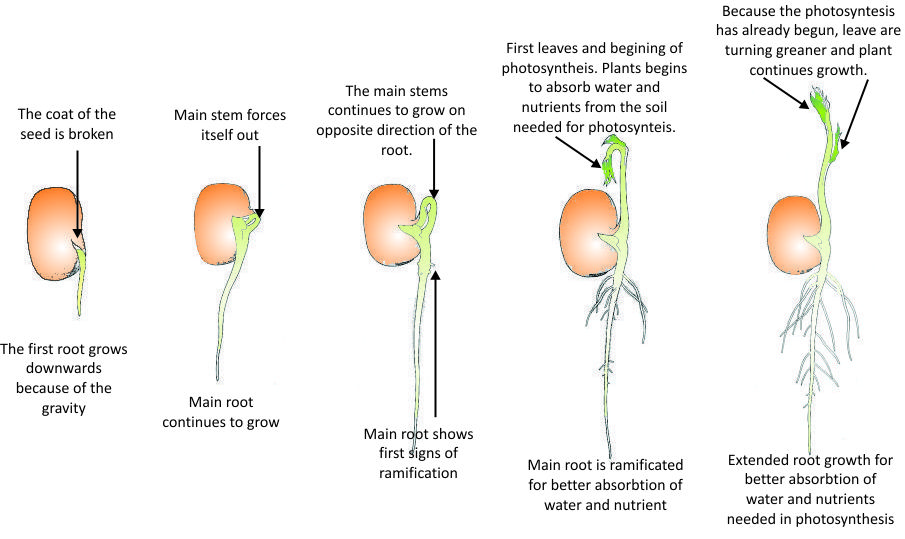 The coat of the
seed is broken
The first root grows
downwards
because of the
gravity
Main stem forces
itself out
Main root
continues to grow
The main stems
continues to grow on
opposite direction of the
root.
Main root shows
first signs of
ramification
First leaves and begining of
photosyntheis. Plants begins
to absorb water and
nutrients from the soil
needed for photosynteis.
Main root is ramificated
for better absorbtion of
water and nutrient
Because the photosyntesis
has already begun, leave are
turning greaner and plant
continues growth.
Extended root growth for
better absorbtion of
water and nutrients
needed in photosynthesis